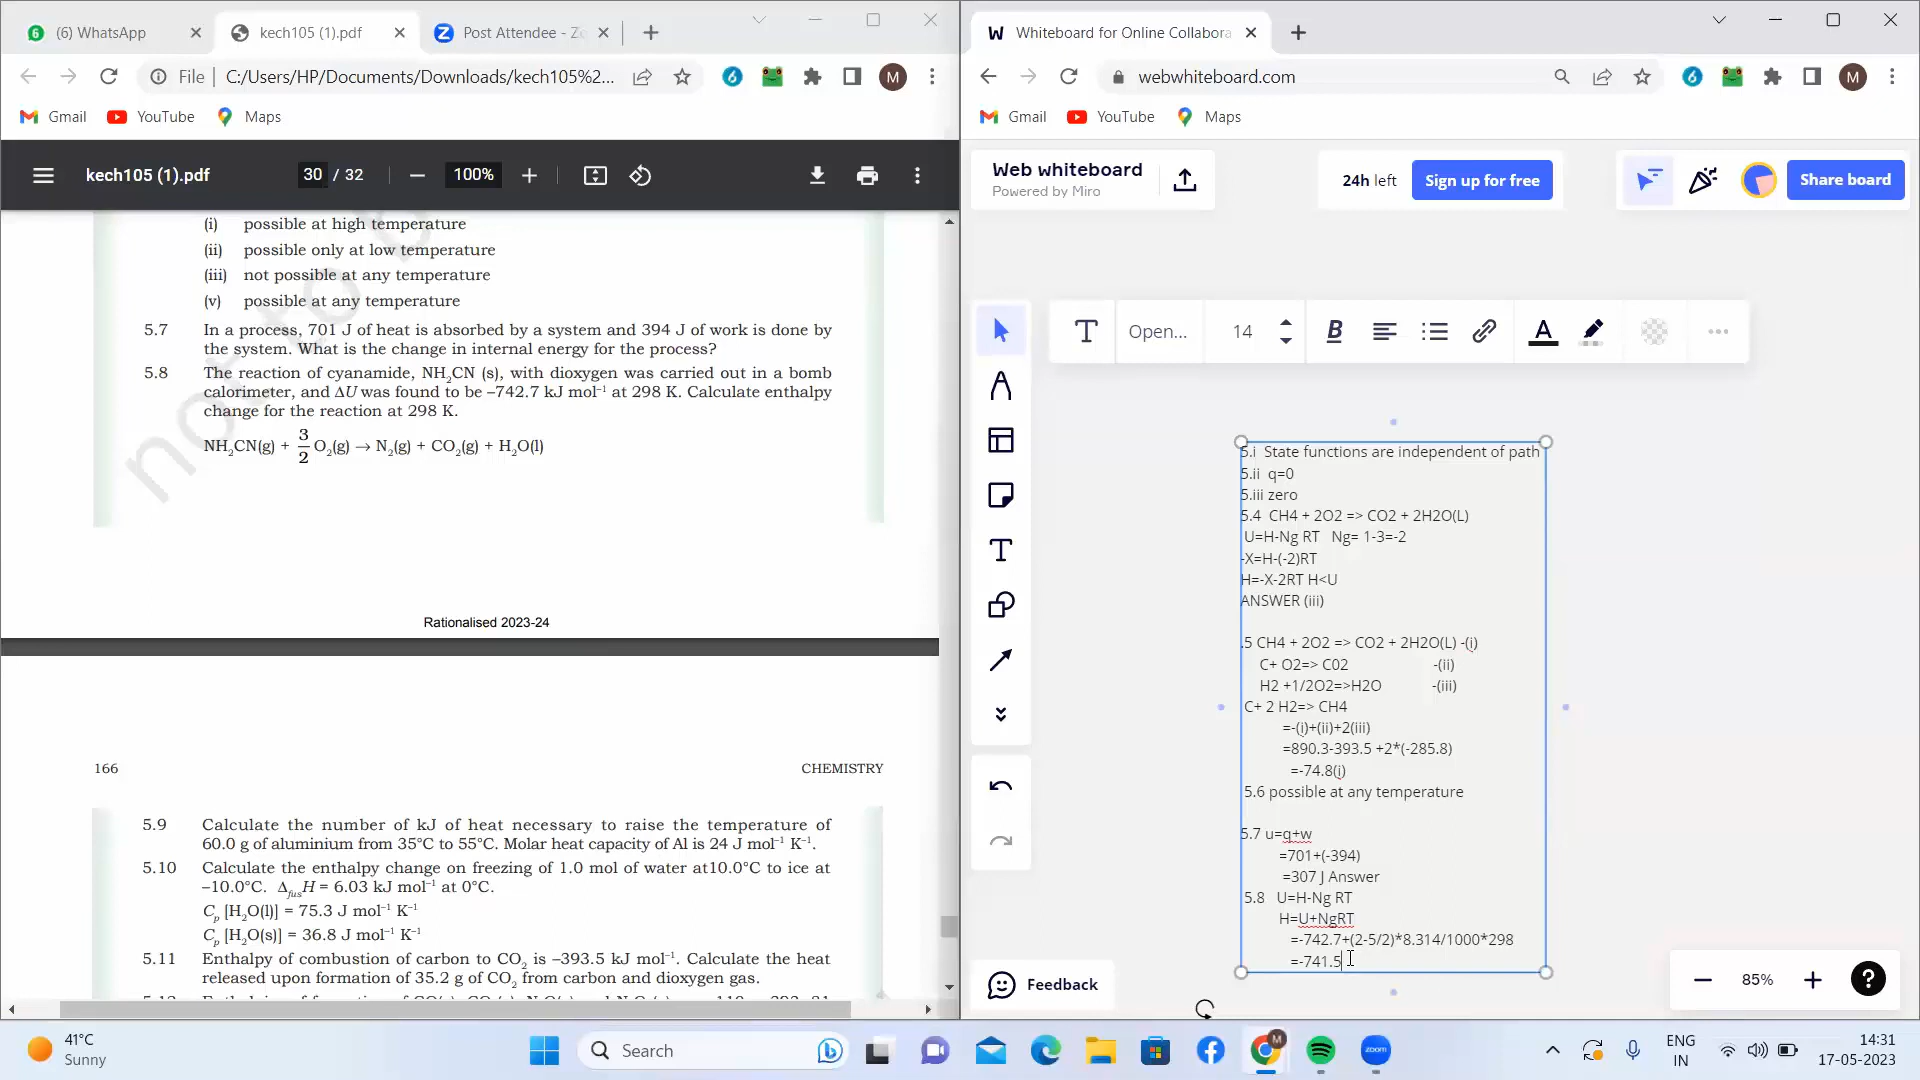 (6) WhatsApp
kech105 (1).pdf
Post Attendee - Zo
Whiteboard for Online Collabora
File
C:/Users/HP/Documents/Downloads/kech105%2...
M
webwhiteboard.com
M
Gmail
YouTube
Maps
Gmail
YouTube
Maps
kech105 (1).pdf
30 / 32
100%
Web whiteboard
Powered by Miro
24h left
Sign up for free
Share board
(i) possible at high temperature
(ii) possible only at low temperature
(iii) not possible at any temperature
(v) possible at any temperature
5.7 In a process, 701 J of heat is absorbed by a system and 394 J of work is done by
the system. What is the change in internal energy for the process?
5.8 The reaction of cyanamide, NH2CN (s), with dioxygen was carried out in a bomb
calorimeter, and ΔU was found to be –742.7 kJ mol–1 at 298 K. Calculate enthalpy
change for the reaction at 298 K.
NH2CN(g) + 3/2 O2(g) → N2(g) + CO2(g) + H2O(l)
not to b
Rationalised 2023-24
166 CHEMISTRY
5.9 Calculate the number of kJ of heat necessary to raise the temperature of
60.0 g of aluminium from 35°C to 55°C. Molar heat capacity of Al is 24 J mol–1 K–1.
5.10 Calculate the enthalpy change on freezing of 1.0 mol of water at10.0°C to ice at
–10.0°C. ΔfusH = 6.03 kJ mol–1 at 0°C.
Cp [H2O(l)] = 75.3 J mol–1 K–1
Cp [H2O(s)] = 36.8 J mol–1 K–1
5.11 Enthalpy of combustion of carbon to CO2 is –393.5 kJ mol–1. Calculate the heat
released upon formation of 35.2 g of CO2 from carbon and dioxygen gas.
Open...
14
5.i State functions are independent of path
5.ii q=0
5.iii zero
5.4 CH4 + 2O2 => CO2 + 2H2O(L)
U=H-Ng RT Ng= 1-3=-2
-X=H-(-2)RT
H=-X-2RT H<U
ANSWER (iii)
.5 CH4 + 2O2 => CO2 + 2H2O(L) -(i)
C+ O2=> C02 -(ii)
H2 +1/2O2=>H2O -(iii)
C+ 2 H2=> CH4
=-(i)+(ii)+2(iii)
=890.3-393.5 +2*(-285.8)
=-74.8(i)
5.6 possible at any temperature
5.7 u=q+w
=701+(-394)
=307 J Answer
5.8 U=H-Ng RT
H=U+NgRT
=-742.7+(2-5/2)*8.314/1000*298
=-741.5
Feedback
85%
41°C
Sunny
Search
zoom
ENG
IN
14:31
17-05-2023